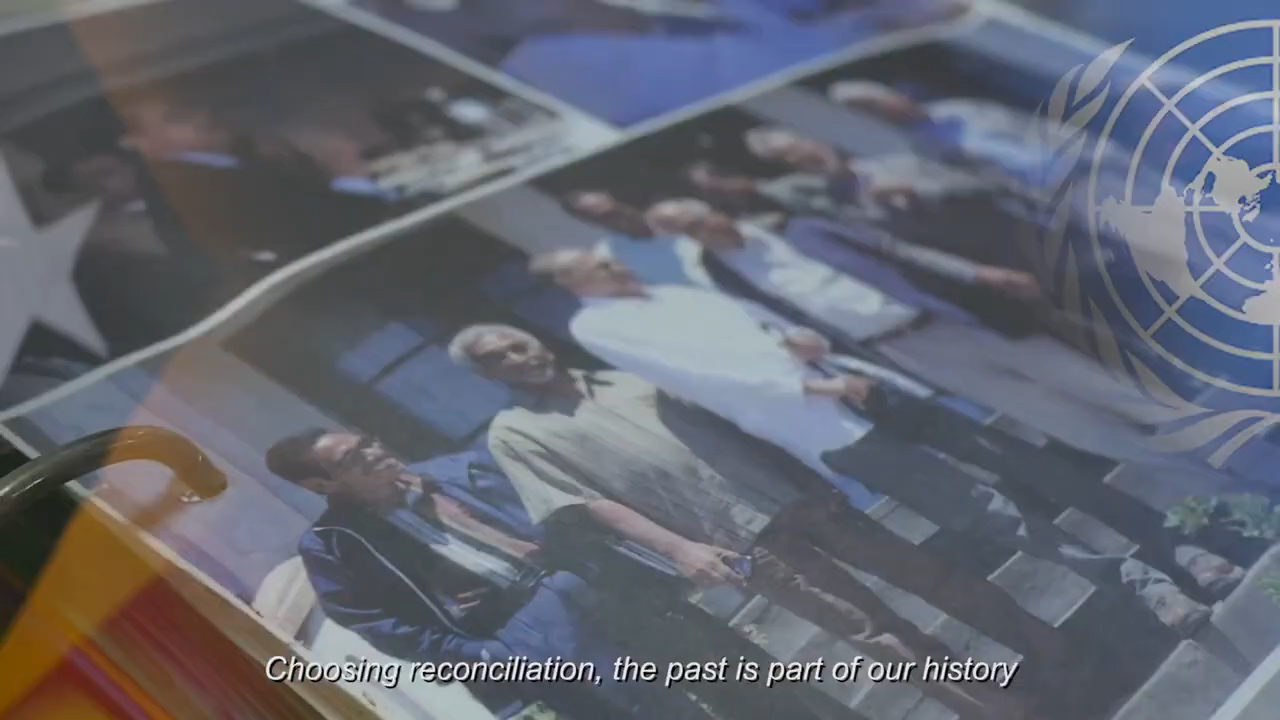 Choosing reconciliation, the past is part of our history